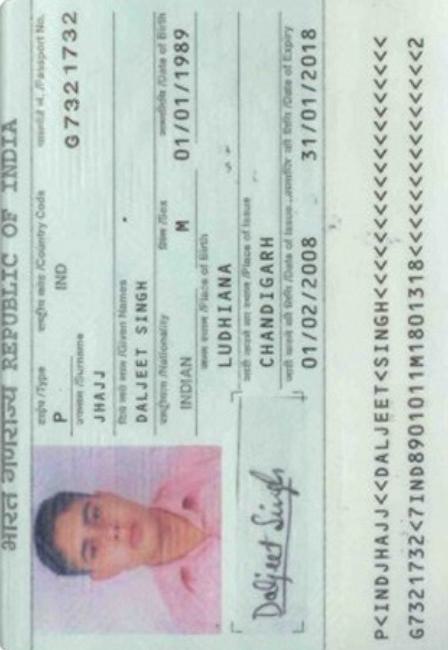 भारत गणराज्य REPUBLIC OF INDIA
टाईप /Type राष्ट्र कोड /Country Code पासपोर्ट नं. /Passport No.
P IND G7321732
उपनाम /Surname
JHAJJ
दिया गया नाम /Given Names
DALJEET SINGH
राष्ट्रीयता /Nationality लिंग /Sex जन्मतिथि /Date of Birth
INDIAN M 01/01/1989
जन्म स्थान /Place of Birth
LUDHIANA
जारी करने का स्थान /Place of Issue
CHANDIGARH
जारी करने की तिथि /Date of Issue समाप्ति की तिथि /Date of Expiry
01/02/2008 31/01/2018
Daljeet Singh
P<INDJHAJJ<<DALJEET<SINGH<<<<<<<<<<<<<<<<<<<
G7321732<7IND8901011M1801318<<<<<<<<<<<<<<<2